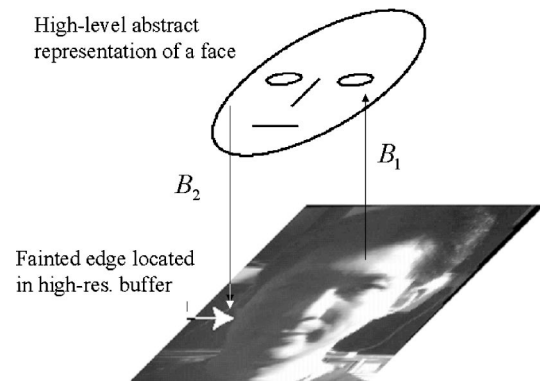 High-level abstract
representation of a face
B₂
B₁
Fainted edge located
in high-res. buffer